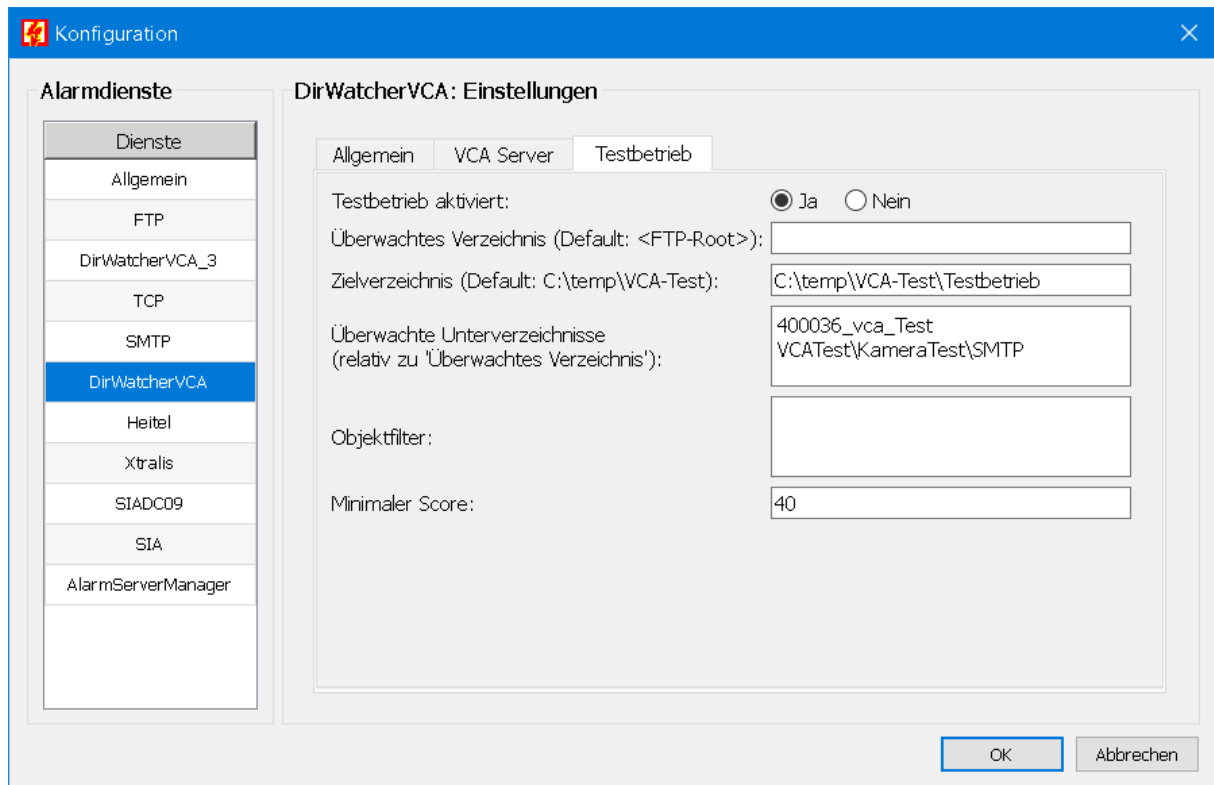 Konfiguration
Alarmdienste
Dienste
Allgemein
FTP
DirWatcherVCA_3
TCP
SMTP
DirWatcherVCA
Heitel
Xtralis
SIADC09
SIA
AlarmServerManager
DirWatcherVCA: Einstellungen
Allgemein VCA Server Testbetrieb
Testbetrieb aktiviert: Ja Nein
Überwachtes Verzeichnis (Default: <FTP-Root>):
Zielverzeichnis (Default: C:\temp\VCA-Test): C:\temp\VCA-Test\Testbetrieb
Überwachte Unterverzeichnisse
(relativ zu 'Überwachtes Verzeichnis'):
400036_vca_Test
VCATest\KameraTest\SMTP
Objektfilter:
Minimaler Score: 40
OK Abbrechen